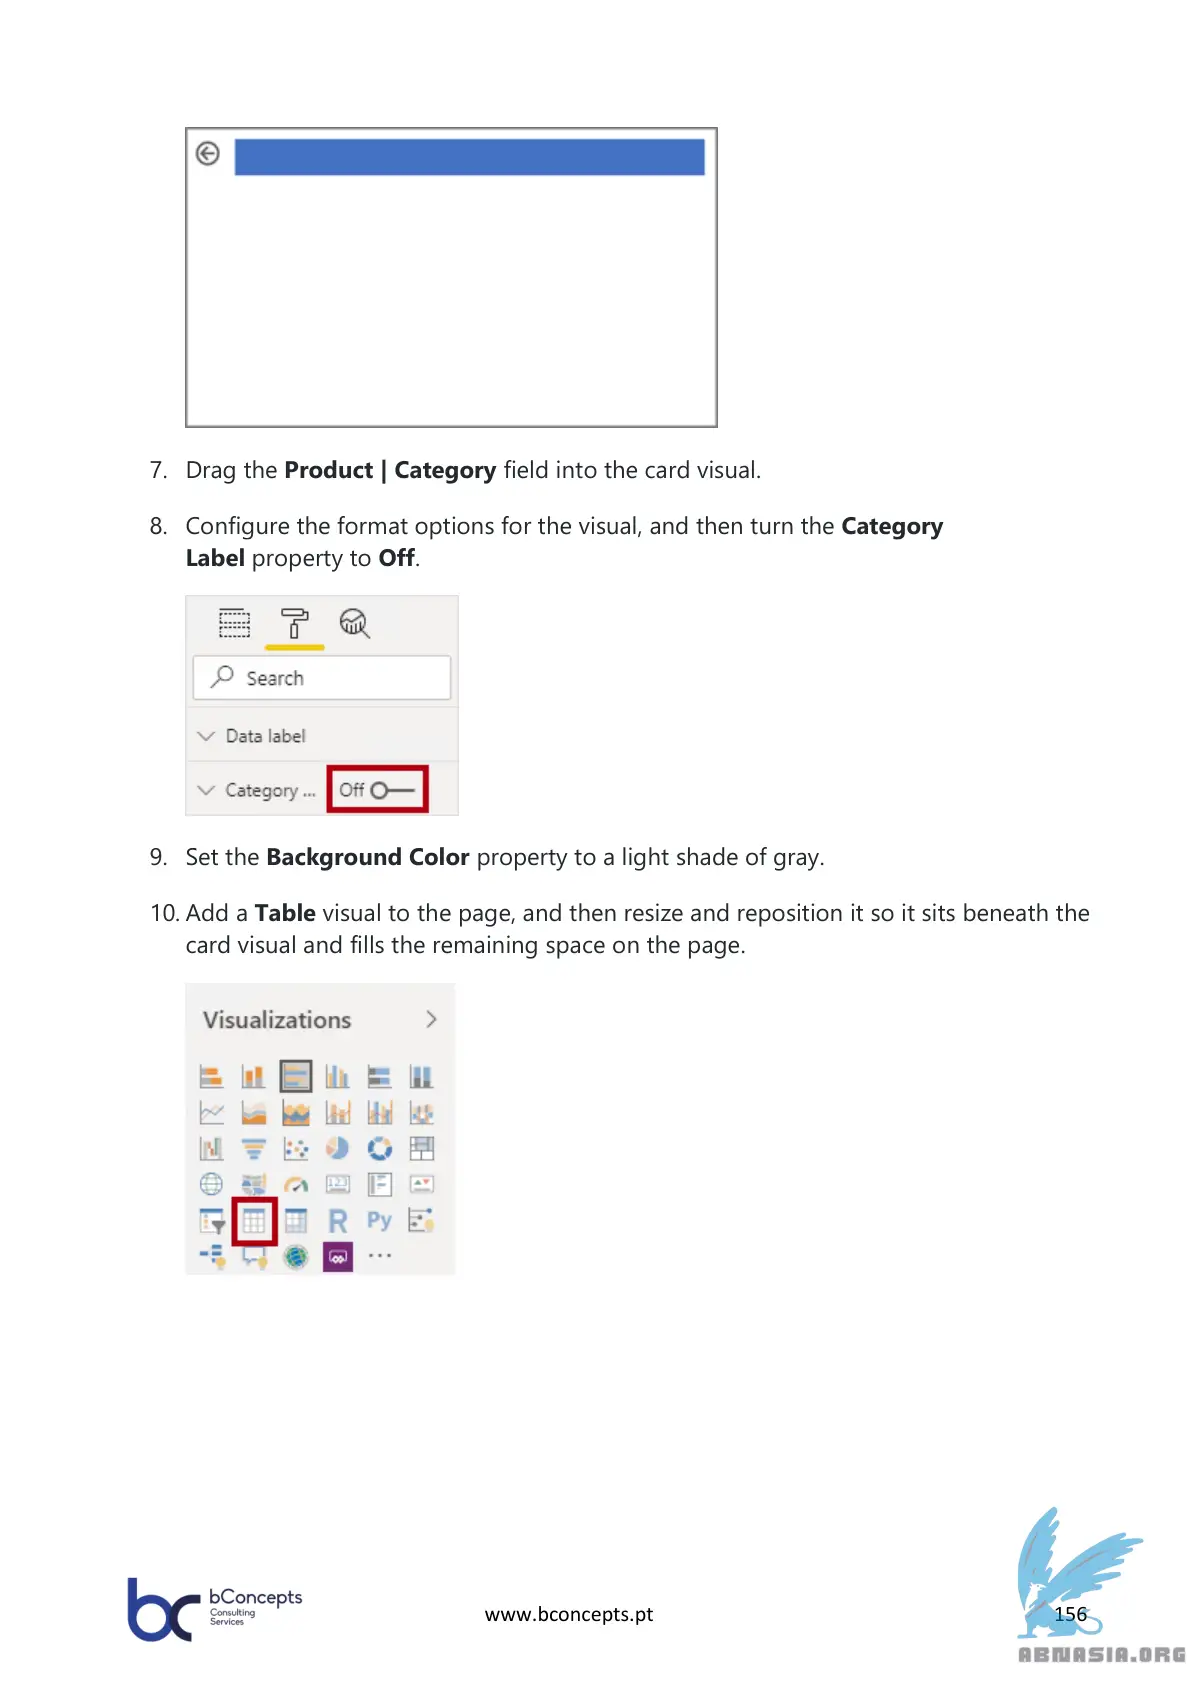 7. Drag the Product | Category field into the card visual.
8. Configure the format options for the visual, and then turn the Category
Label property to Off.
Search
Data label
Category ... Off
9. Set the Background Color property to a light shade of gray.
10. Add a Table visual to the page, and then resize and reposition it so it sits beneath the
card visual and fills the remaining space on the page.
Visualizations
123
R Py
...
bc bConcepts
Consulting
Services
www.bconcepts.pt
156
ABNASIA.ORG